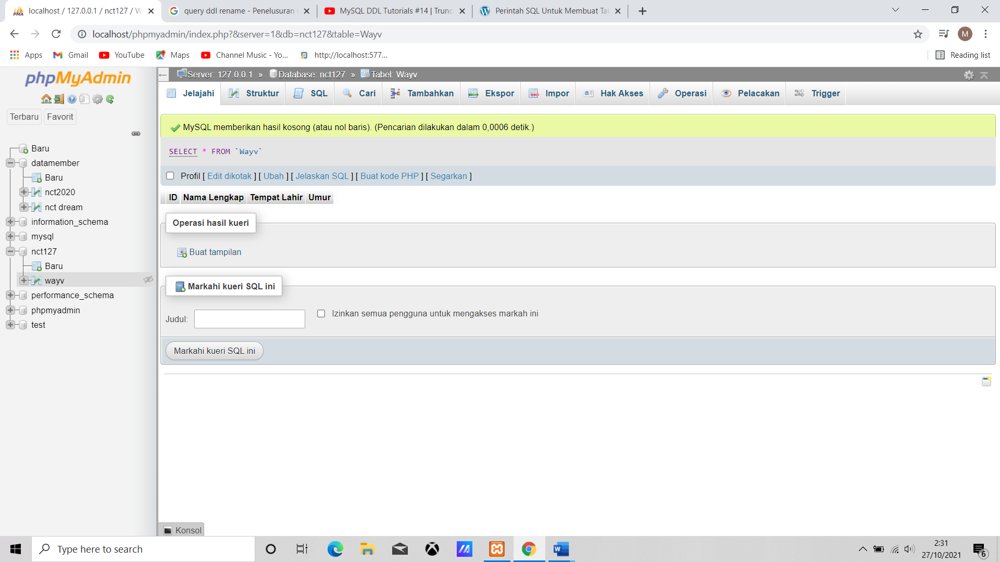 localhost / 127.0.0.1 / nct127 / W
query ddl rename - Penelusuran
MySQL DDL Tutorials #14 | Trunc
Perintah SQL Untuk Membuat Ta
localhost/phpmyadmin/index.php?&server=1&db=nct127&table=Wayv
M
Apps
Gmail
YouTube
Maps
Channel Music - Yo...
http://localhost:577...
Reading list
phpMyAdmin
Terbaru
Favorit
Baru
datamember
Baru
nct2020
nct dream
information_schema
mysql
nct127
Baru
wayv
performance_schema
phpmyadmin
test
Server: 127.0.0.1 » Database: nct127 » Tabel: Wayv
Jelajahi
Struktur
SQL
Cari
Tambahkan
Ekspor
Impor
Hak Akses
Operasi
Pelacakan
Trigger
MySQL memberikan hasil kosong (atau nol baris). (Pencarian dilakukan dalam 0,0006 detik.)
SELECT * FROM `Wayv`
Profil [ Edit dikotak ] [ Ubah ] [ Jelaskan SQL ] [ Buat kode PHP ] [ Segarkan ]
ID Nama Lengkap Tempat Lahir Umur
Operasi hasil kueri
Buat tampilan
Markahi kueri SQL ini
Judul:
Izinkan semua pengguna untuk mengakses markah ini
Markahi kueri SQL ini
Konsol
Type here to search
2:31
27/10/2021
6